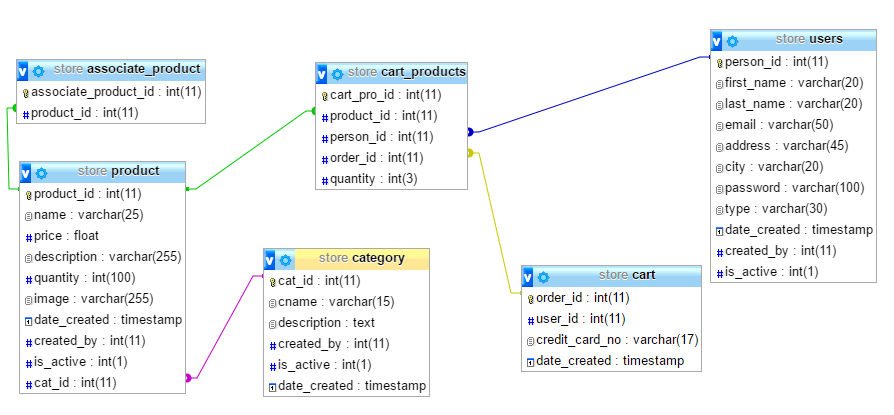 store associate_product
associate_product_id : int(11)
product_id : int(11)
store product
product_id : int(11)
name : varchar(25)
price : float
description : varchar(255)
quantity : int(100)
image : varchar(255)
date_created : timestamp
created_by : int(11)
is_active : int(1)
cat_id : int(11)
store cart_products
cart_pro_id : int(11)
product_id : int(11)
person_id : int(11)
order_id : int(11)
quantity : int(3)
store category
cat_id : int(11)
cname : varchar(15)
description : text
created_by : int(11)
is_active : int(1)
date_created : timestamp
store cart
order_id : int(11)
user_id : int(11)
credit_card_no : varchar(17)
date_created : timestamp
store users
person_id : int(11)
first_name : varchar(20)
last_name : varchar(20)
email : varchar(50)
address : varchar(45)
city : varchar(20)
password : varchar(100)
type : varchar(30)
date_created : timestamp
created_by : int(11)
is_active : int(1)